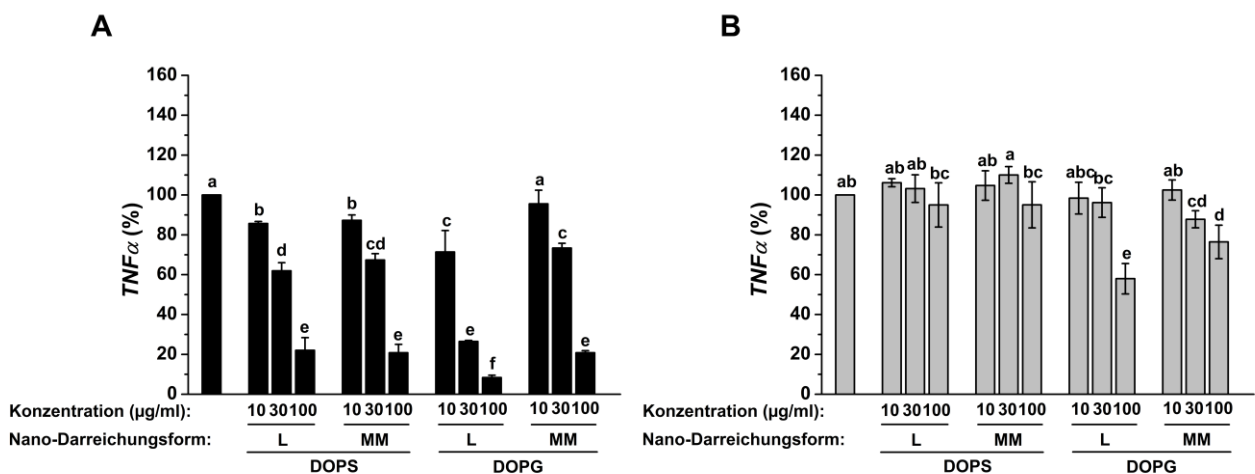 A
160
140
120
100
80
60
40
20
0
TNFα (%)
a
b
d
e
b
cd
e
c
e
f
a
c
e
Konzentration (µg/ml): 10 30 100 10 30 100 10 30 100 10 30 100
Nano-Darreichungsform: L MM L MM
DOPS DOPG
B
160
140
120
100
80
60
40
20
0
TNFα (%)
ab
ab
ab
bc
ab
a
bc
abc
bc
e
ab
cd
d
Konzentration (µg/ml): 10 30 100 10 30 100 10 30 100 10 30 100
Nano-Darreichungsform: L MM L MM
DOPS DOPG